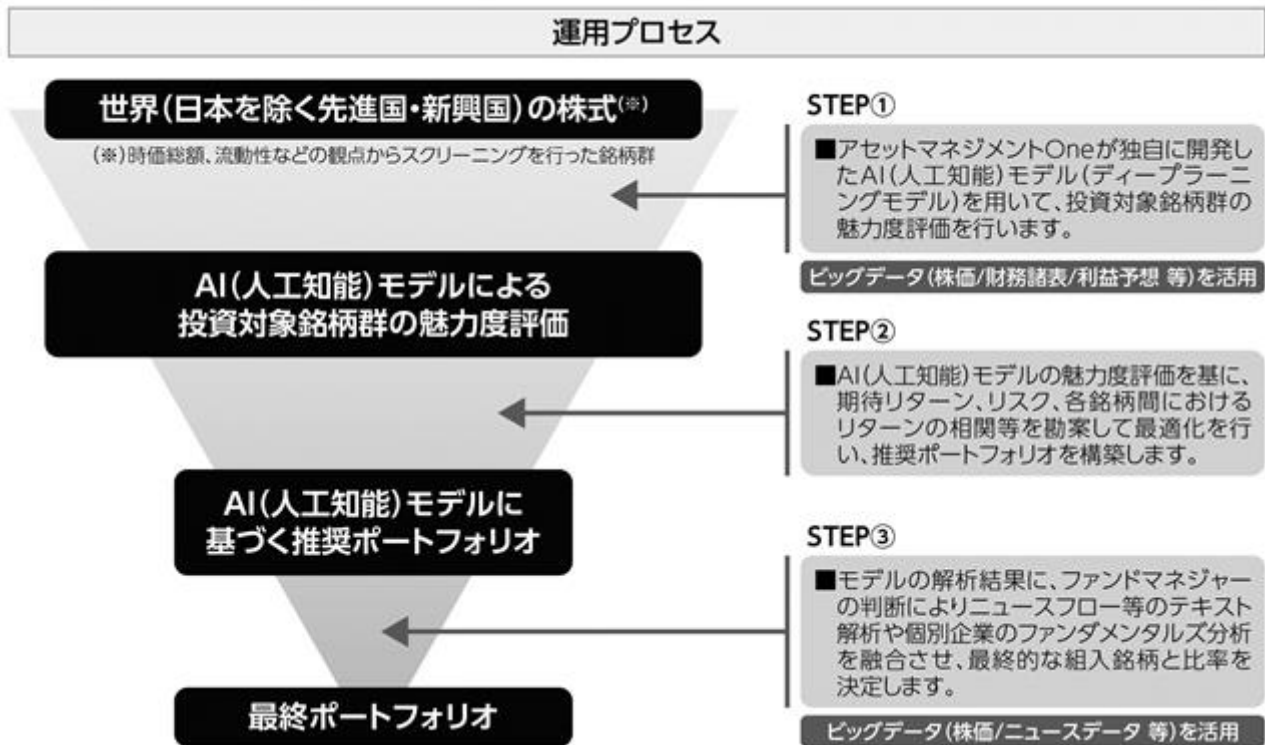 運用プロセス
世界(日本を除く先進国・新興国)の株式(※)
(※)時価総額、流動性などの観点からスクリーニングを行った銘柄群
STEP①
■アセットマネジメントOneが独自に開発し
たAI(人工知能)モデル(ディープラーニ
ングモデル)を用いて、投資対象銘柄群の
魅力度評価を行います。
ビッグデータ(株価/財務諸表/利益予想 等)を活用
AI(人工知能)モデルによる
投資対象銘柄群の魅力度評価
STEP②
■AI(人工知能)モデルの魅力度評価を基に、
期待リターン、リスク、各銘柄間における
リターンの相関等を勘案して最適化を行
い、推奨ポートフォリオを構築します。
AI(人工知能)モデルに
基づく推奨ポートフォリオ
STEP③
■モデルの解析結果に、ファンドマネジャー
の判断によりニュースフロー等のテキスト
解析や個別企業のファンダメンタルズ分析
を融合させ、最終的な組入銘柄と比率を
決定します。
ビッグデータ(株価/ニュースデータ 等)を活用
最終ポートフォリオ